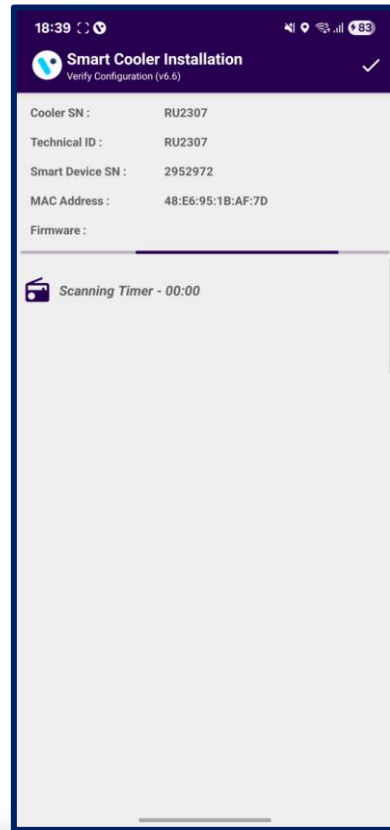 18:39 83
Smart Cooler Installation
Verify Configuration (v6.6)
Cooler SN : RU2307
Technical ID : RU2307
Smart Device SN : 2952972
MAC Address : 48:E6:95:1B:AF:7D
Firmware :
Scanning Timer - 00:00